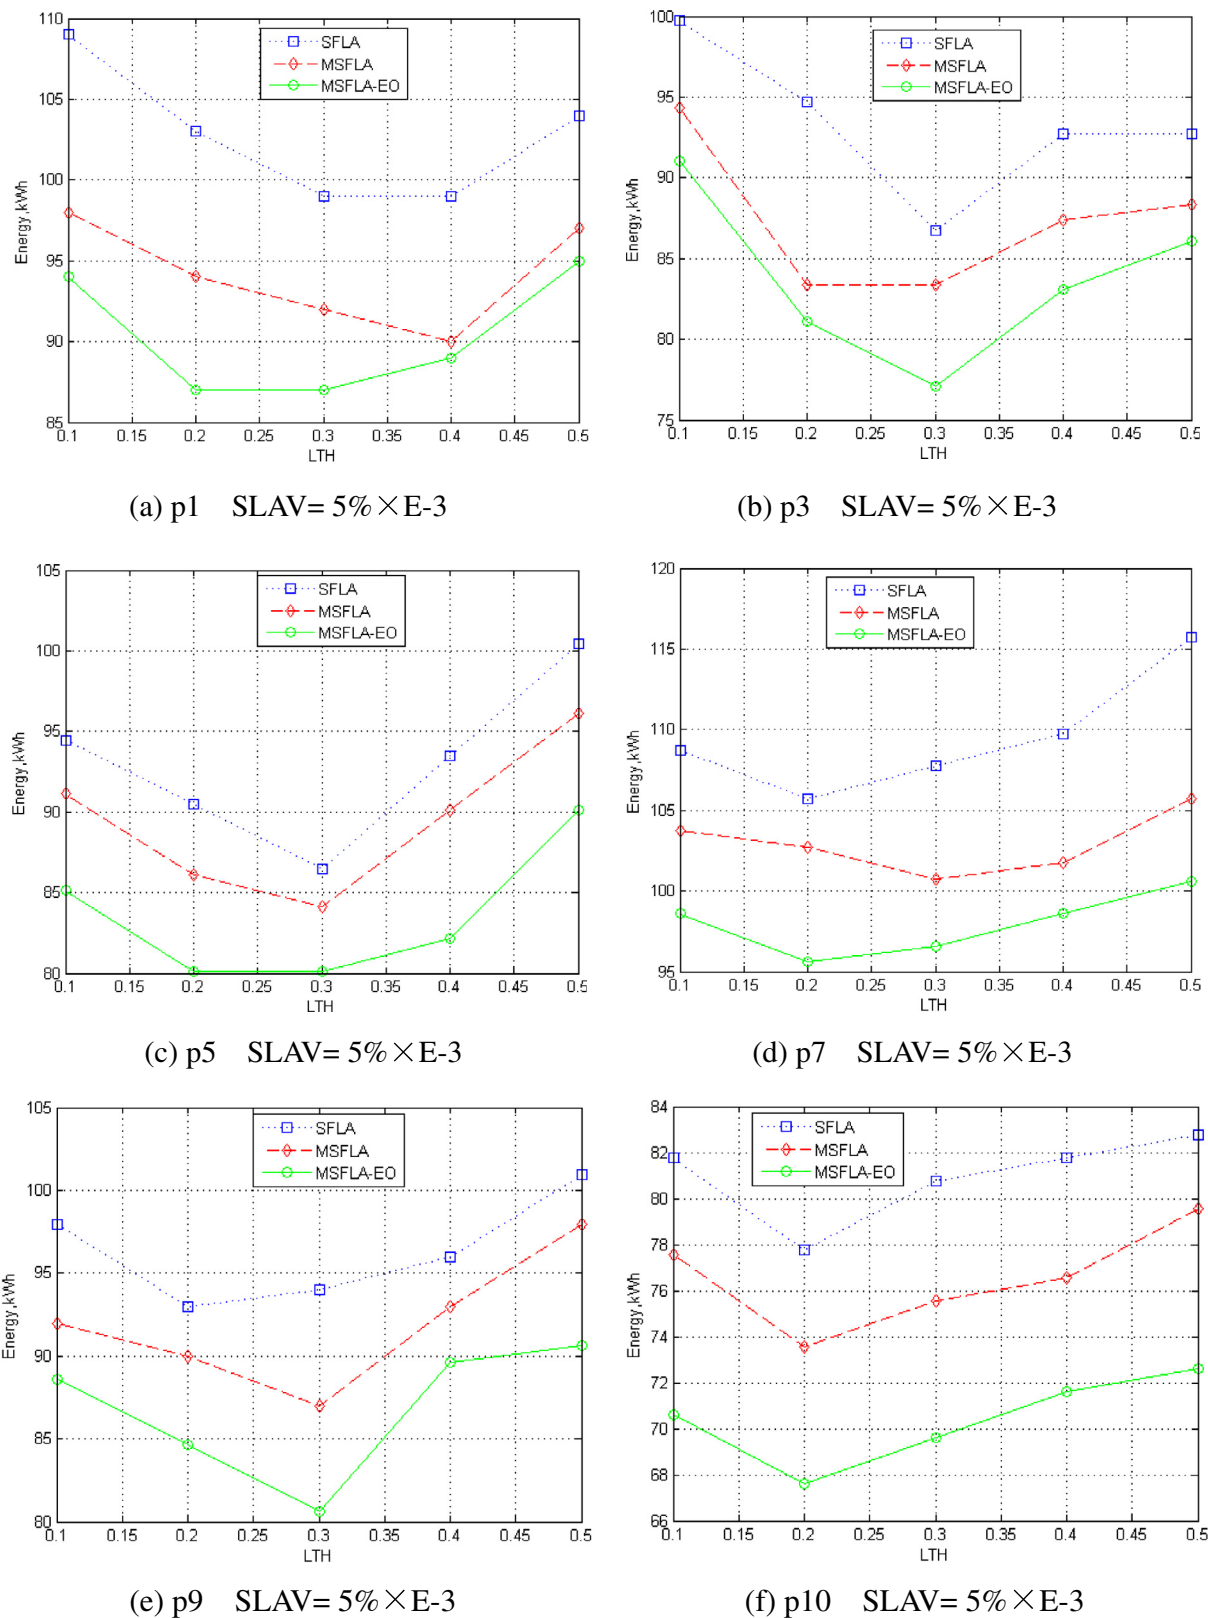 110
105
100
95
90
85
Energy,kWh
SFLA
MSFLA
MSFLA-EO
0.1 0.15 0.2 0.25 0.3 0.35 0.4 0.45 0.5
LTH
(a) p1 SLAV= 5%×E-3
100
95
90
85
80
75
Energy,kWh
SFLA
MSFLA
MSFLA-EO
0.1 0.15 0.2 0.25 0.3 0.35 0.4 0.45 0.5
LTH
(b) p3 SLAV= 5%×E-3
105
100
95
90
85
80
Energy,kWh
SFLA
MSFLA
MSFLA-EO
0.1 0.15 0.2 0.25 0.3 0.35 0.4 0.45 0.5
LTH
(c) p5 SLAV= 5%×E-3
120
115
110
105
100
95
Energy,kWh
SFLA
MSFLA
MSFLA-EO
0.1 0.15 0.2 0.25 0.3 0.35 0.4 0.45 0.5
LTH
(d) p7 SLAV= 5%×E-3
105
100
95
90
85
80
Energy,kWh
SFLA
MSFLA
MSFLA-EO
0.1 0.15 0.2 0.25 0.3 0.35 0.4 0.45 0.5
LTH
(e) p9 SLAV= 5%×E-3
84
82
80
78
76
74
72
70
68
66
Energy,kWh
SFLA
MSFLA
MSFLA-EO
0.1 0.15 0.2 0.25 0.3 0.35 0.4 0.45 0.5
LTH
(f) p10 SLAV= 5%×E-3